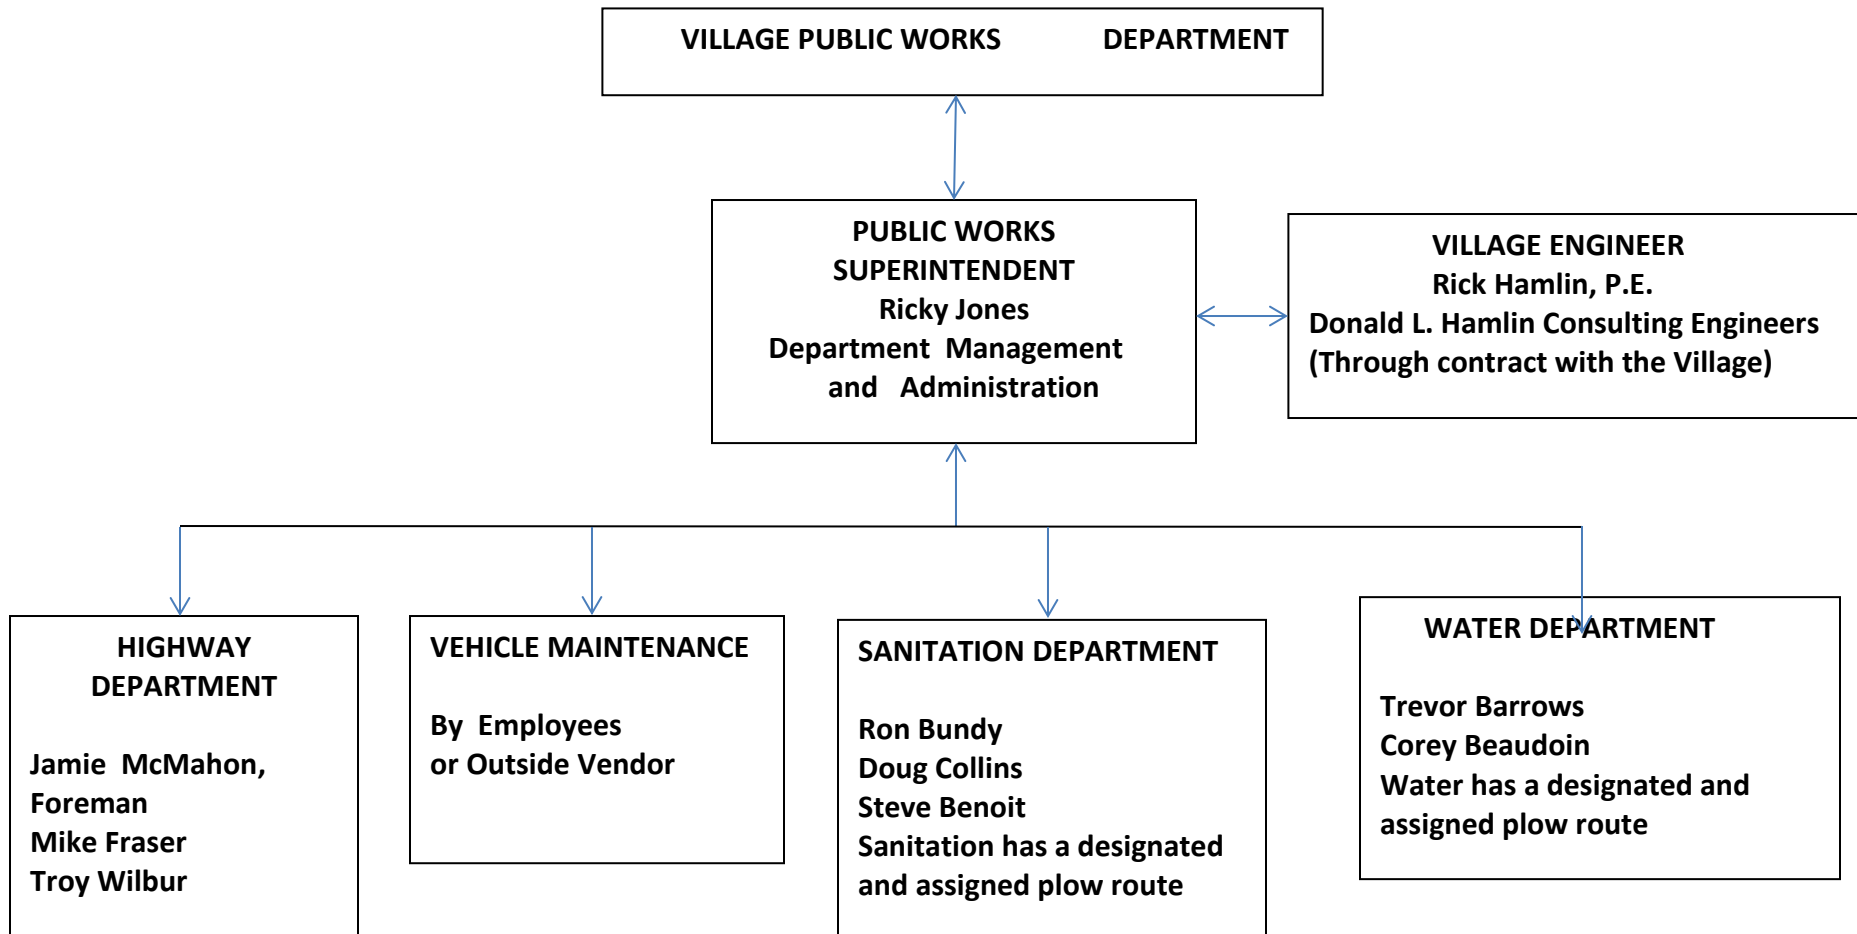 VILLAGE PUBLIC WORKS DEPARTMENT
PUBLIC WORKS
SUPERINTENDENT
Ricky Jones
Department Management
and Administration
VILLAGE ENGINEER
Rick Hamlin, P.E.
Donald L. Hamlin Consulting Engineers
(Through contract with the Village)
HIGHWAY
DEPARTMENT
Jamie McMahon,
Foreman
Mike Fraser
Troy Wilbur
VEHICLE MAINTENANCE
By Employees
or Outside Vendor
SANITATION DEPARTMENT
Ron Bundy
Doug Collins
Steve Benoit
Sanitation has a designated
and assigned plow route
WATER DEPARTMENT
Trevor Barrows
Corey Beaudoin
Water has a designated and
assigned plow route